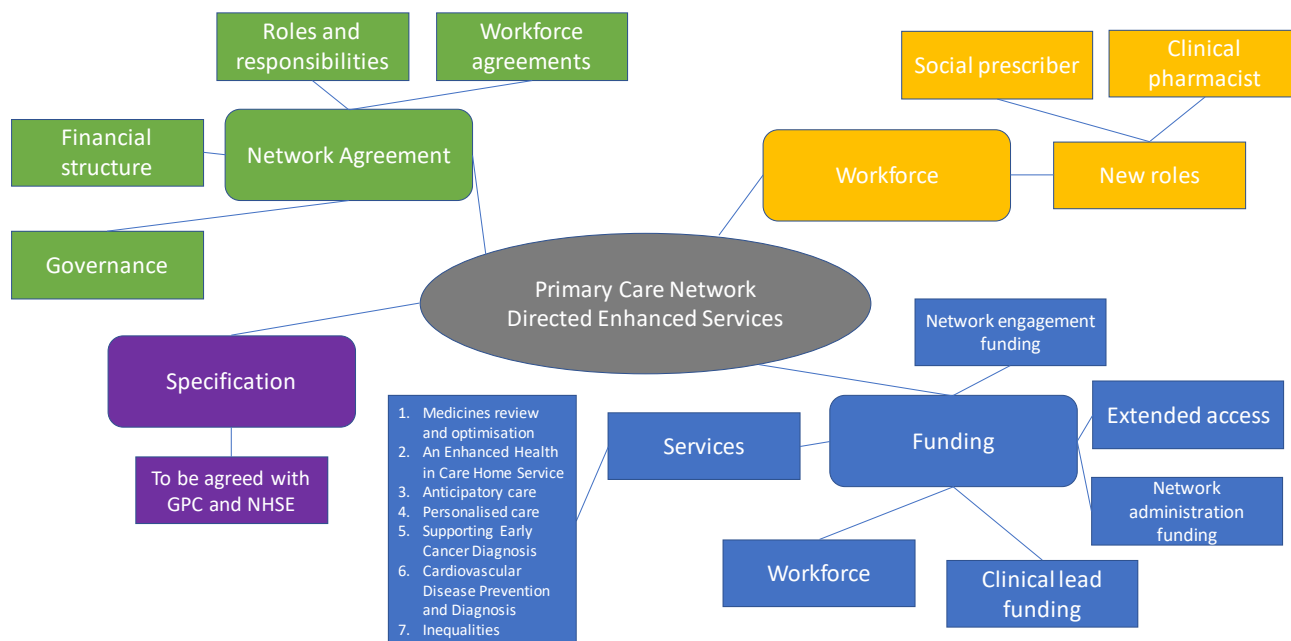 Roles and
responsibilities
Workforce
agreements
Financial
structure
Network Agreement
Governance
Social prescriber
Clinical
pharmacist
Workforce
New roles
Primary Care Network
Directed Enhanced Services
Specification
To be agreed with
GPC and NHSE
Network engagement
funding
Extended access
Funding
Services
Network
administration
funding
Workforce
Clinical lead
funding
1. Medicines review
and optimisation
2. An Enhanced Health
in Care Home Service
3. Anticipatory care
4. Personalised care
5. Supporting Early
Cancer Diagnosis
6. Cardiovascular
Disease Prevention
and Diagnosis
7. Inequalities